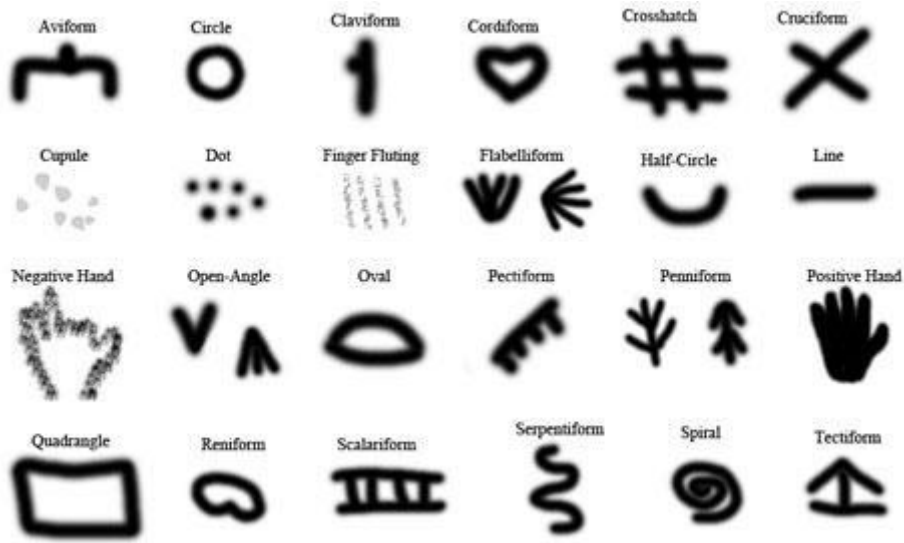 Aviform
Circle
Claviform
Cordiform
Crosshatch
Cruciform
Cupule
Dot
Finger Fluting
Flabelliform
Half-Circle
Line
Negative Hand
Open-Angle
Oval
Pectiform
Penniform
Positive Hand
Quadrangle
Reniform
Scalariform
Serpentiform
Spiral
Tectiform